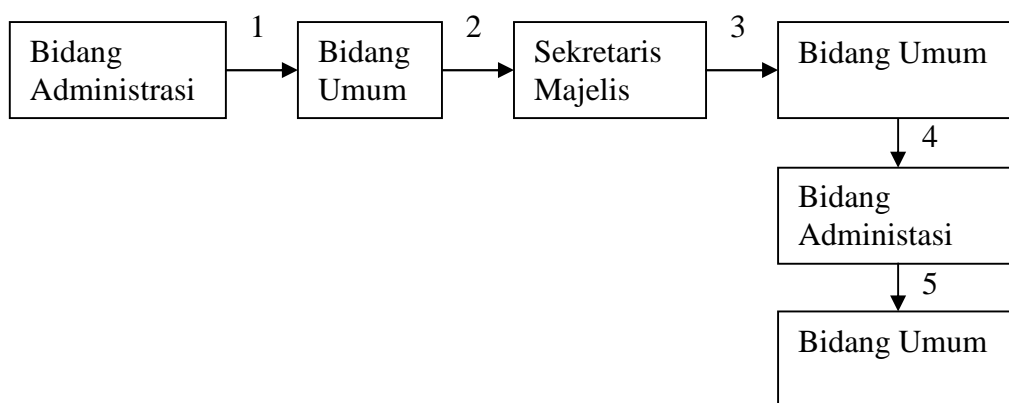 1
2
3
Bidang
Administrasi
Bidang
Umum
Sekretaris
Majelis
Bidang Umum
4
Bidang
Administasi
5
Bidang Umum